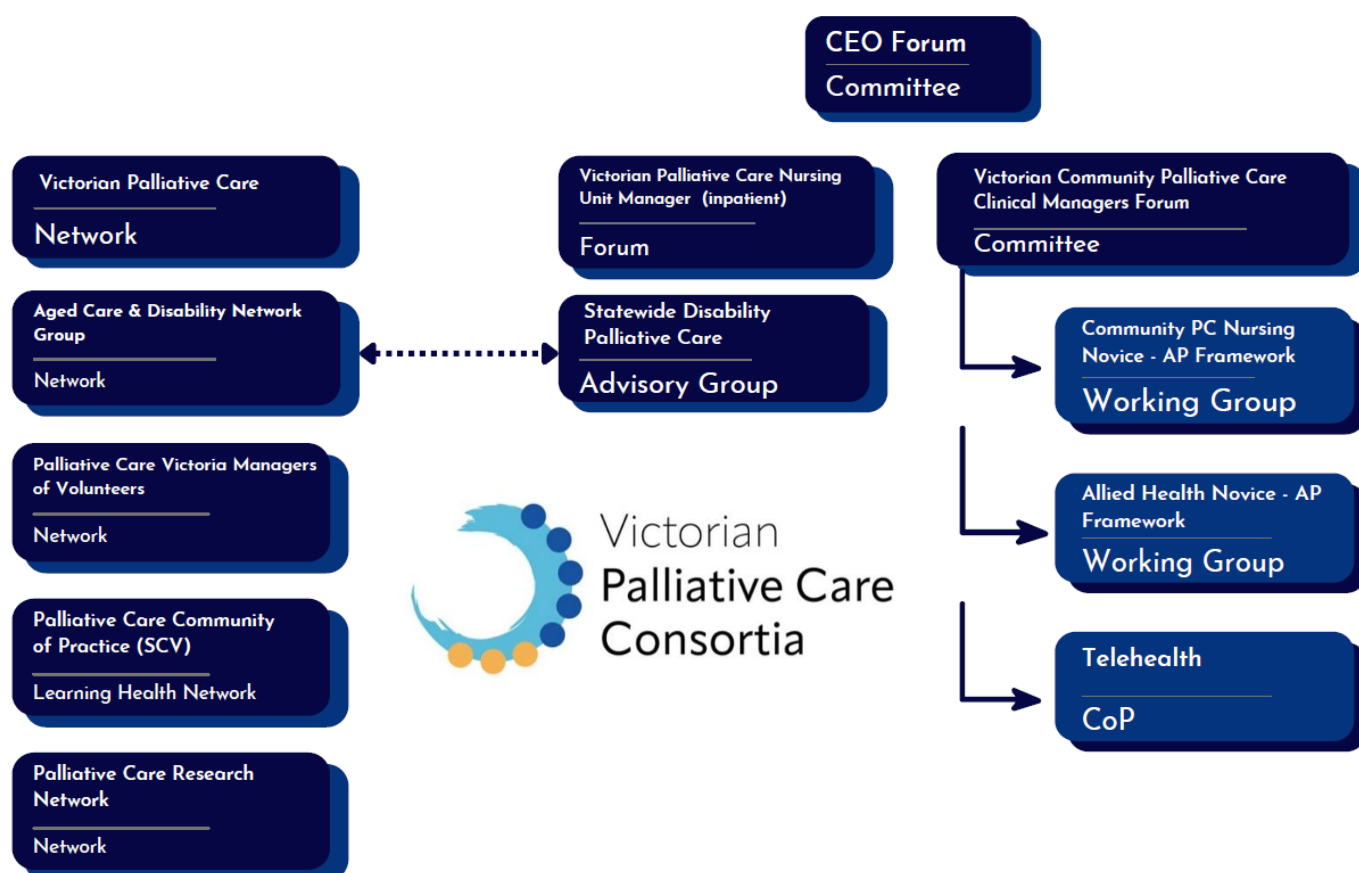 CEO Forum
Committee
Victorian Palliative Care
Network
Victorian Palliative Care Nursing
Unit Manager (inpatient)
Forum
Victorian Community Palliative Care
Clinical Managers Forum
Committee
Aged Care & Disability Network
Group
Network
Statewide Disability
Palliative Care
Advisory Group
Community PC Nursing
Novice - AP Framework
Working Group
Palliative Care Victoria Managers
of Volunteers
Network
Allied Health Novice - AP
Framework
Working Group
Victorian
Palliative Care
Consortia
Palliative Care Community
of Practice (SCV)
Learning Health Network
Telehealth
CoP
Palliative Care Research
Network
Network